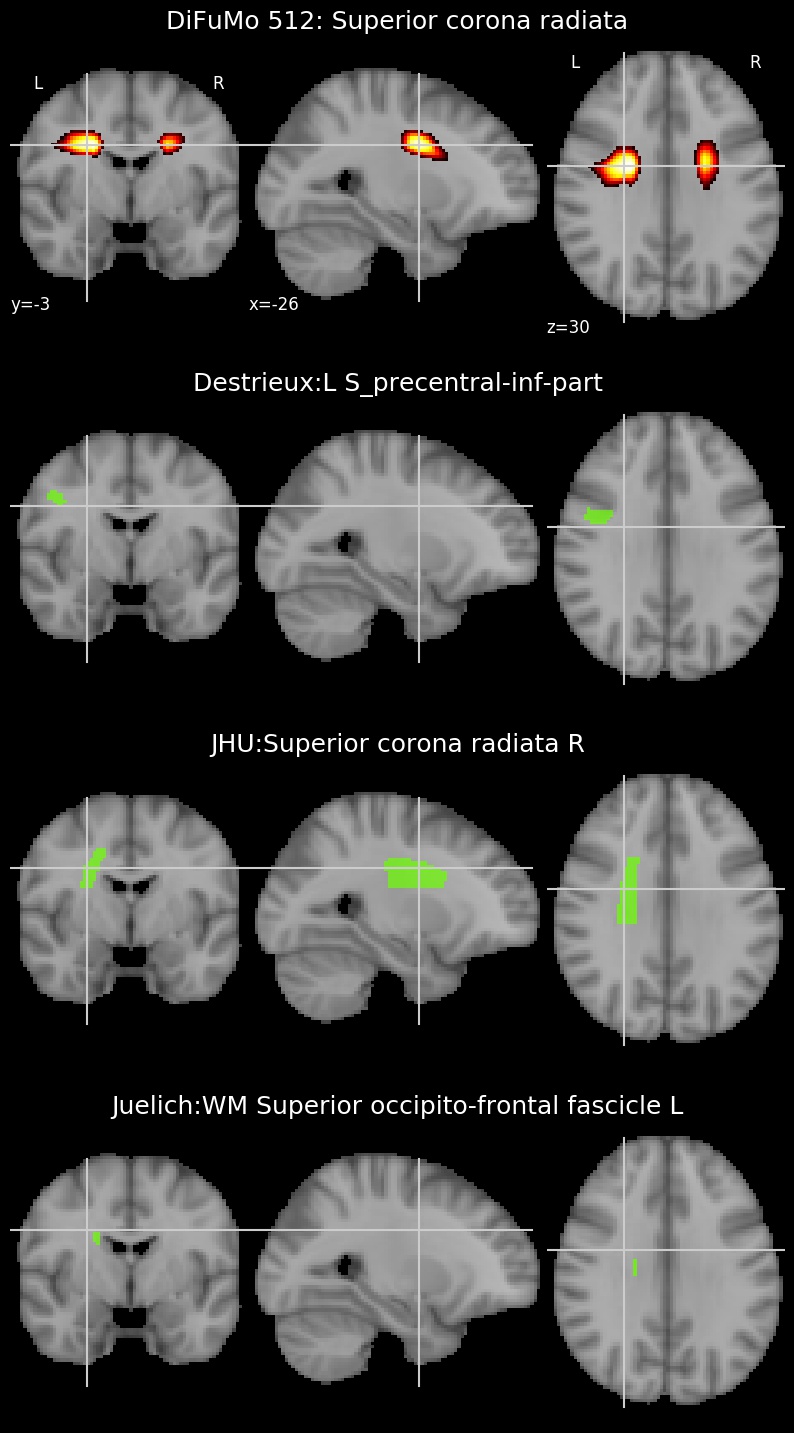 DiFuMo 512: Superior corona radiata
L R L R
y=-3 x=-26 z=30
Destrieux:L S_precentral-inf-part
JHU:Superior corona radiata R
Juelich:WM Superior occipito-frontal fascicle L